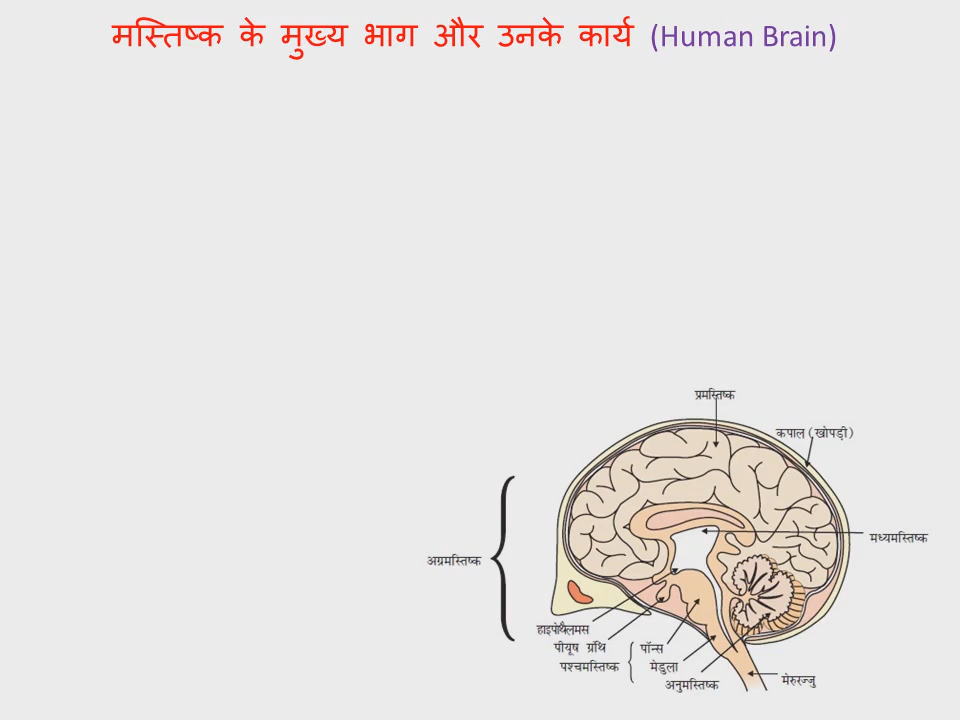 मस्तिष्क के मुख्य भाग और उनके कार्य (Human Brain)
प्रमस्तिष्क
कपाल (खोपड़ी)
मध्यमस्तिष्क
अग्रमस्तिष्क
हाइपोथैलमस
पीयूष ग्रंथि
पश्चमस्तिष्क
पॉन्स
मेडुला
अनुमस्तिष्क
मेरुरज्जु